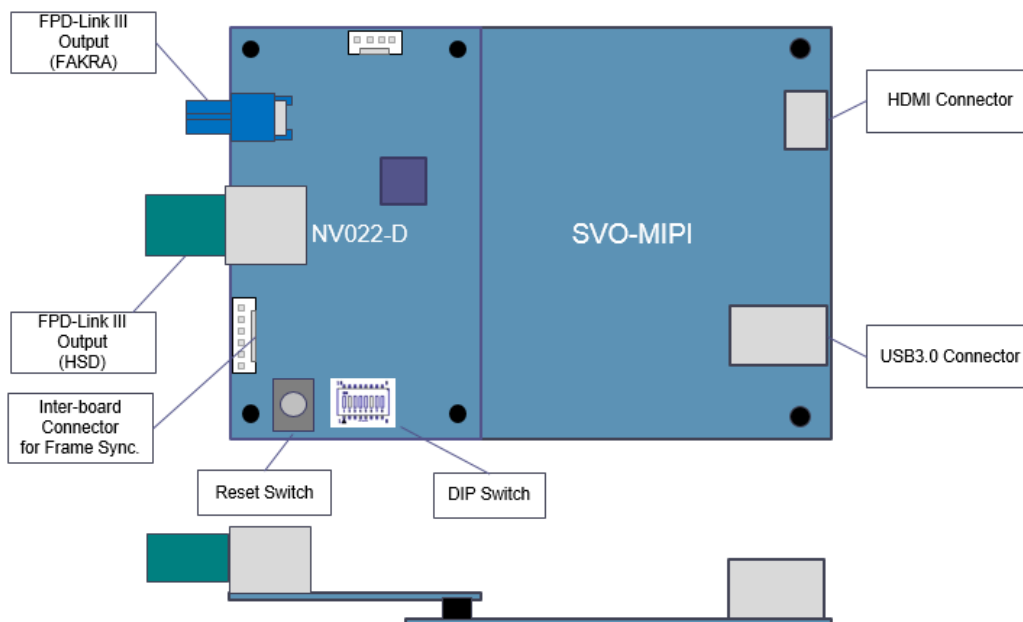 FPD-Link III
Output
(FAKRA)
HDMI Connector
NV022-D
SVO-MIPI
FPD-Link III
Output
(HSD)
USB3.0 Connector
Inter-board
Connector
for Frame Sync.
Reset Switch
DIP Switch